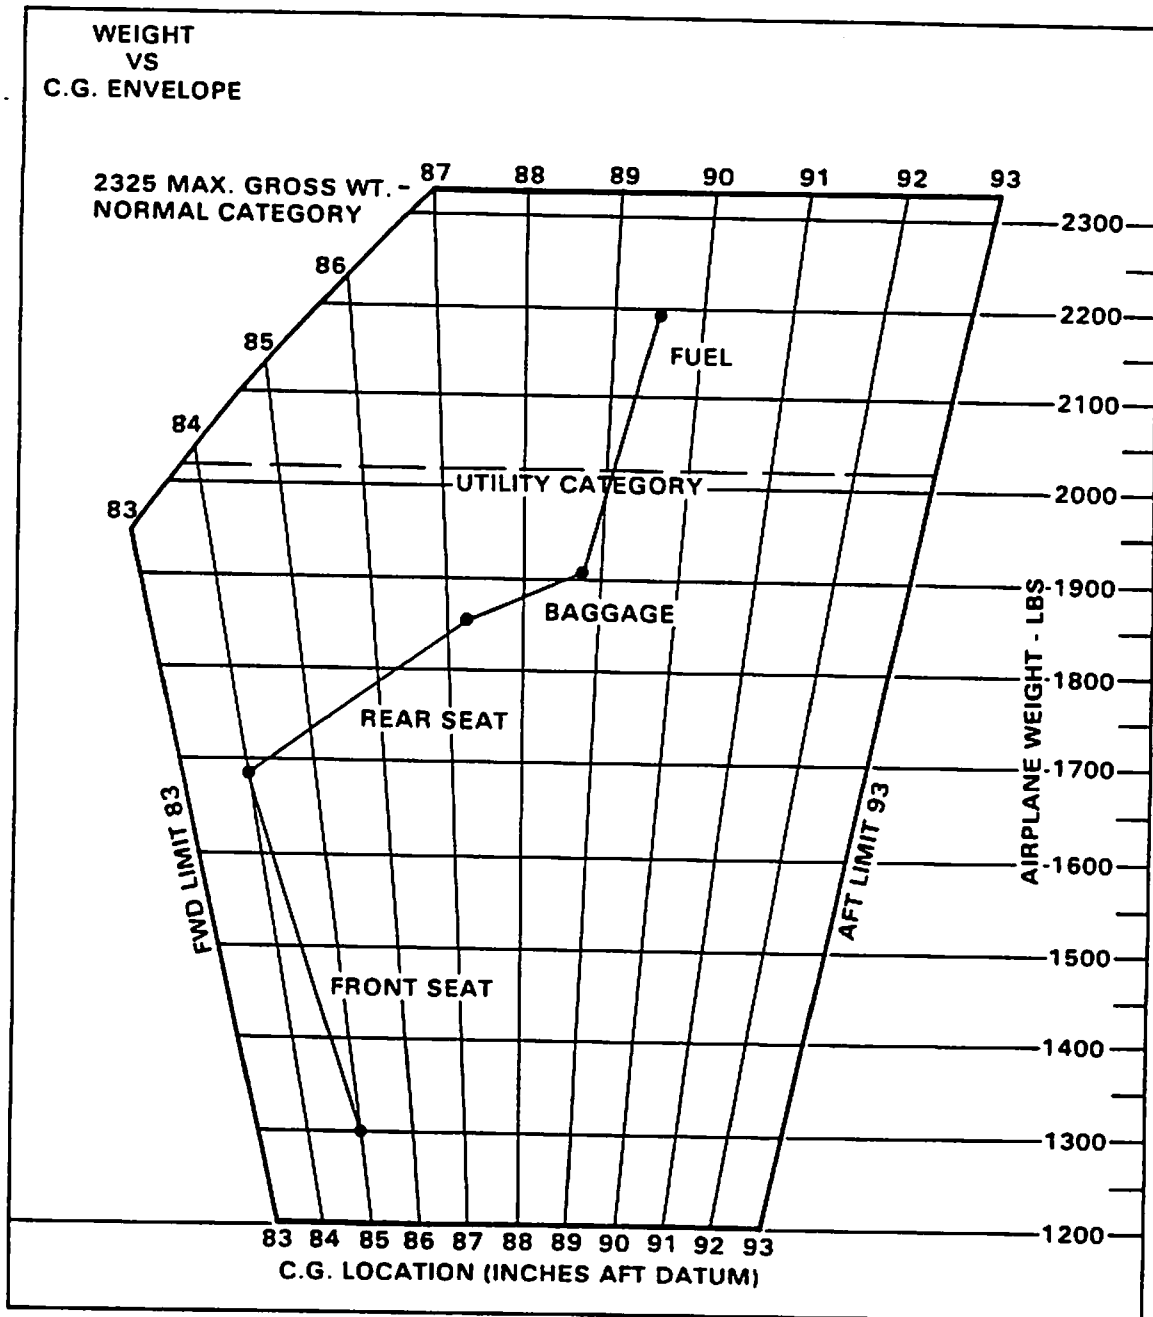 WEIGHT
VS
C.G. ENVELOPE
2325 MAX. GROSS WT. -
NORMAL CATEGORY
87 88 89 90 91 92 93
86
85
84
83
2300
2200
2100
2000
1900
1800
1700
1600
1500
1400
1300
1200
FUEL
UTILITY CATEGORY
BAGGAGE
REAR SEAT
FRONT SEAT
FWD LIMIT 83
AFT LIMIT 93
AIRPLANE WEIGHT - LBS
83 84 85 86 87 88 89 90 91 92 93
C.G. LOCATION (INCHES AFT DATUM)